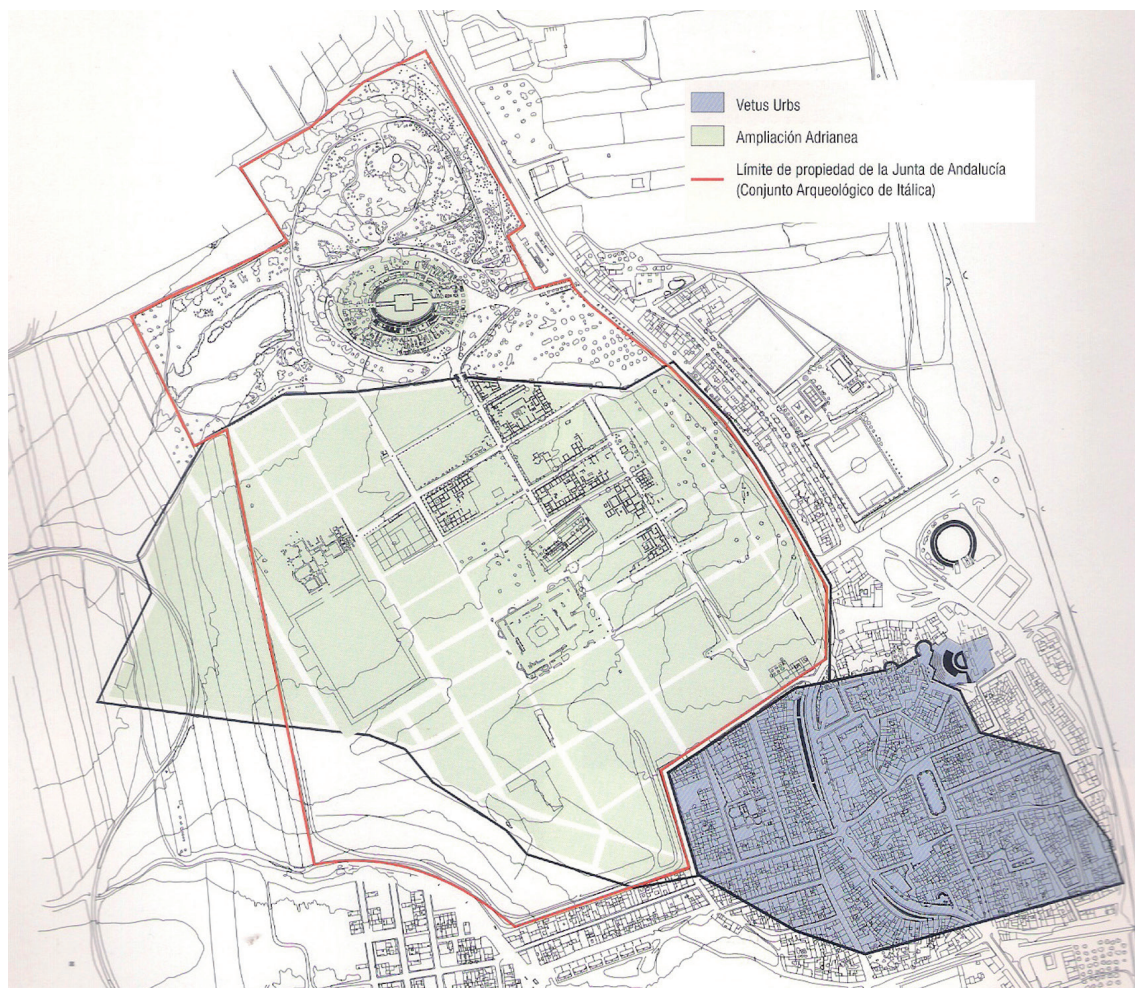 Vetus Urbs
Ampliación Adrianea
Límite de propiedad de la Junta de Andalucía
(Conjunto Arqueológico de Itálica)